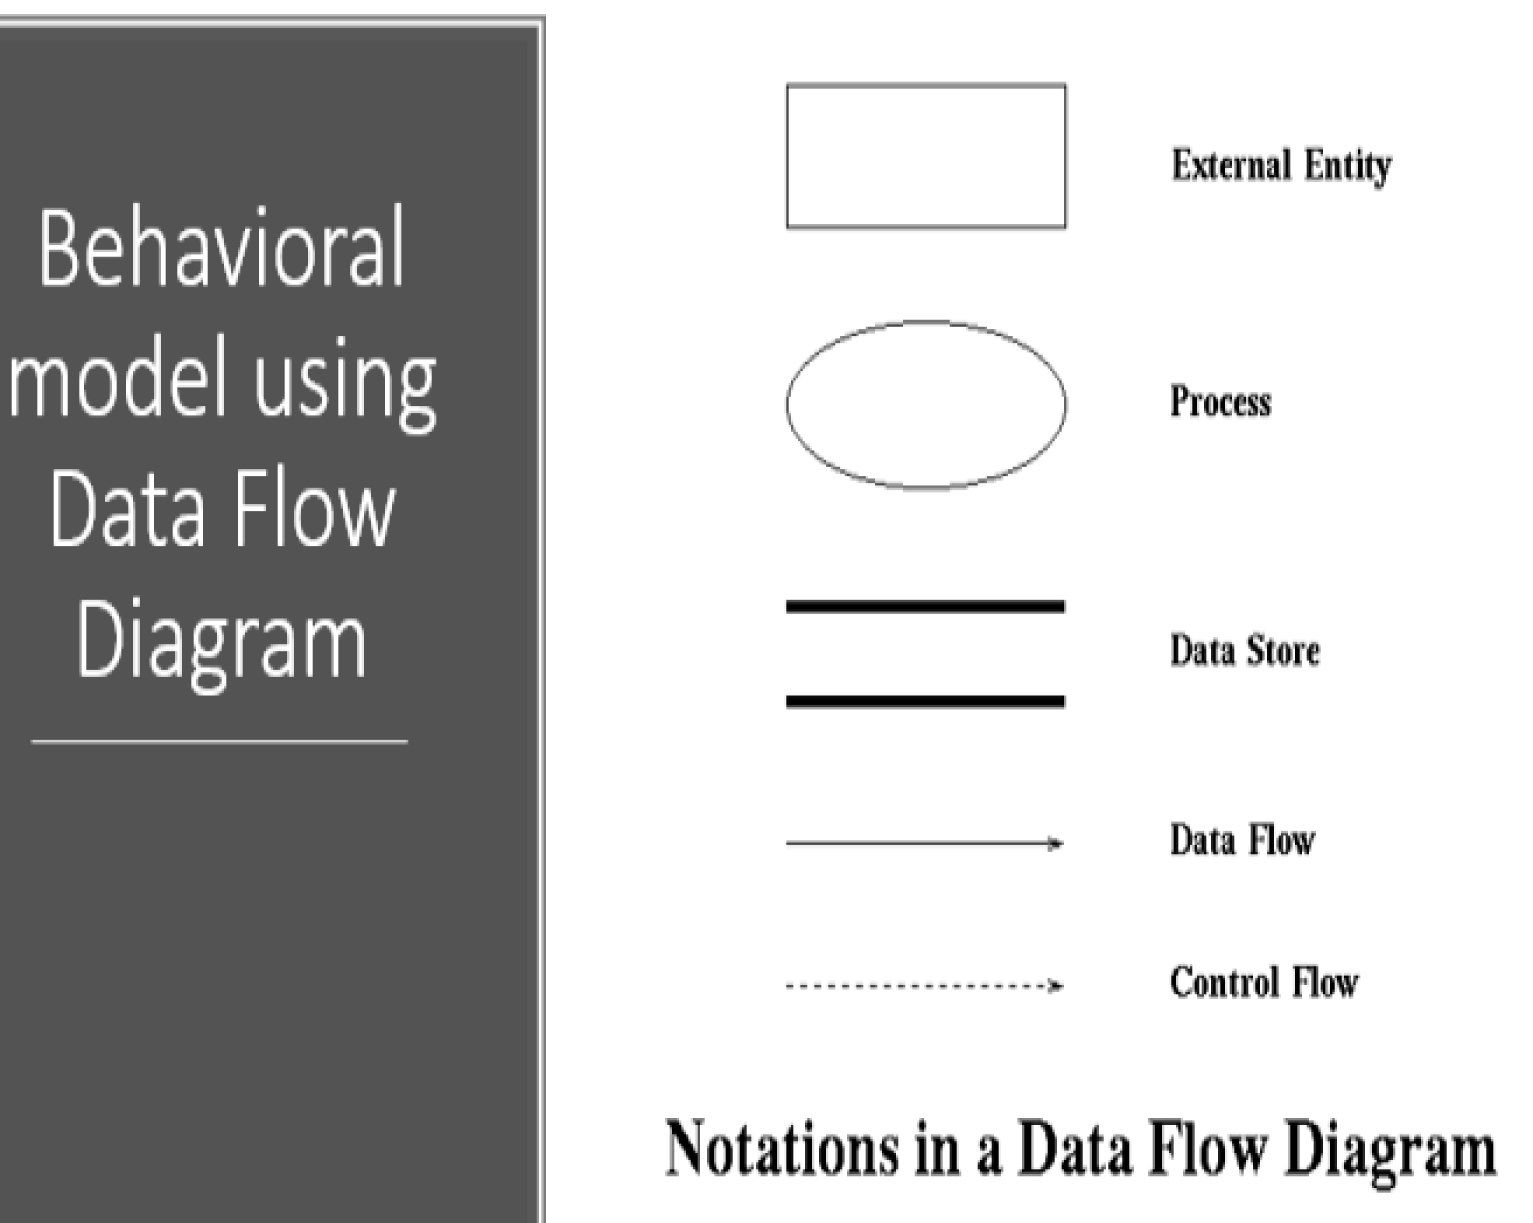 Behavioral
model using
Data Flow
Diagram
External Entity
Process
Data Store
Data Flow
Control Flow
Notations in a Data Flow Diagram